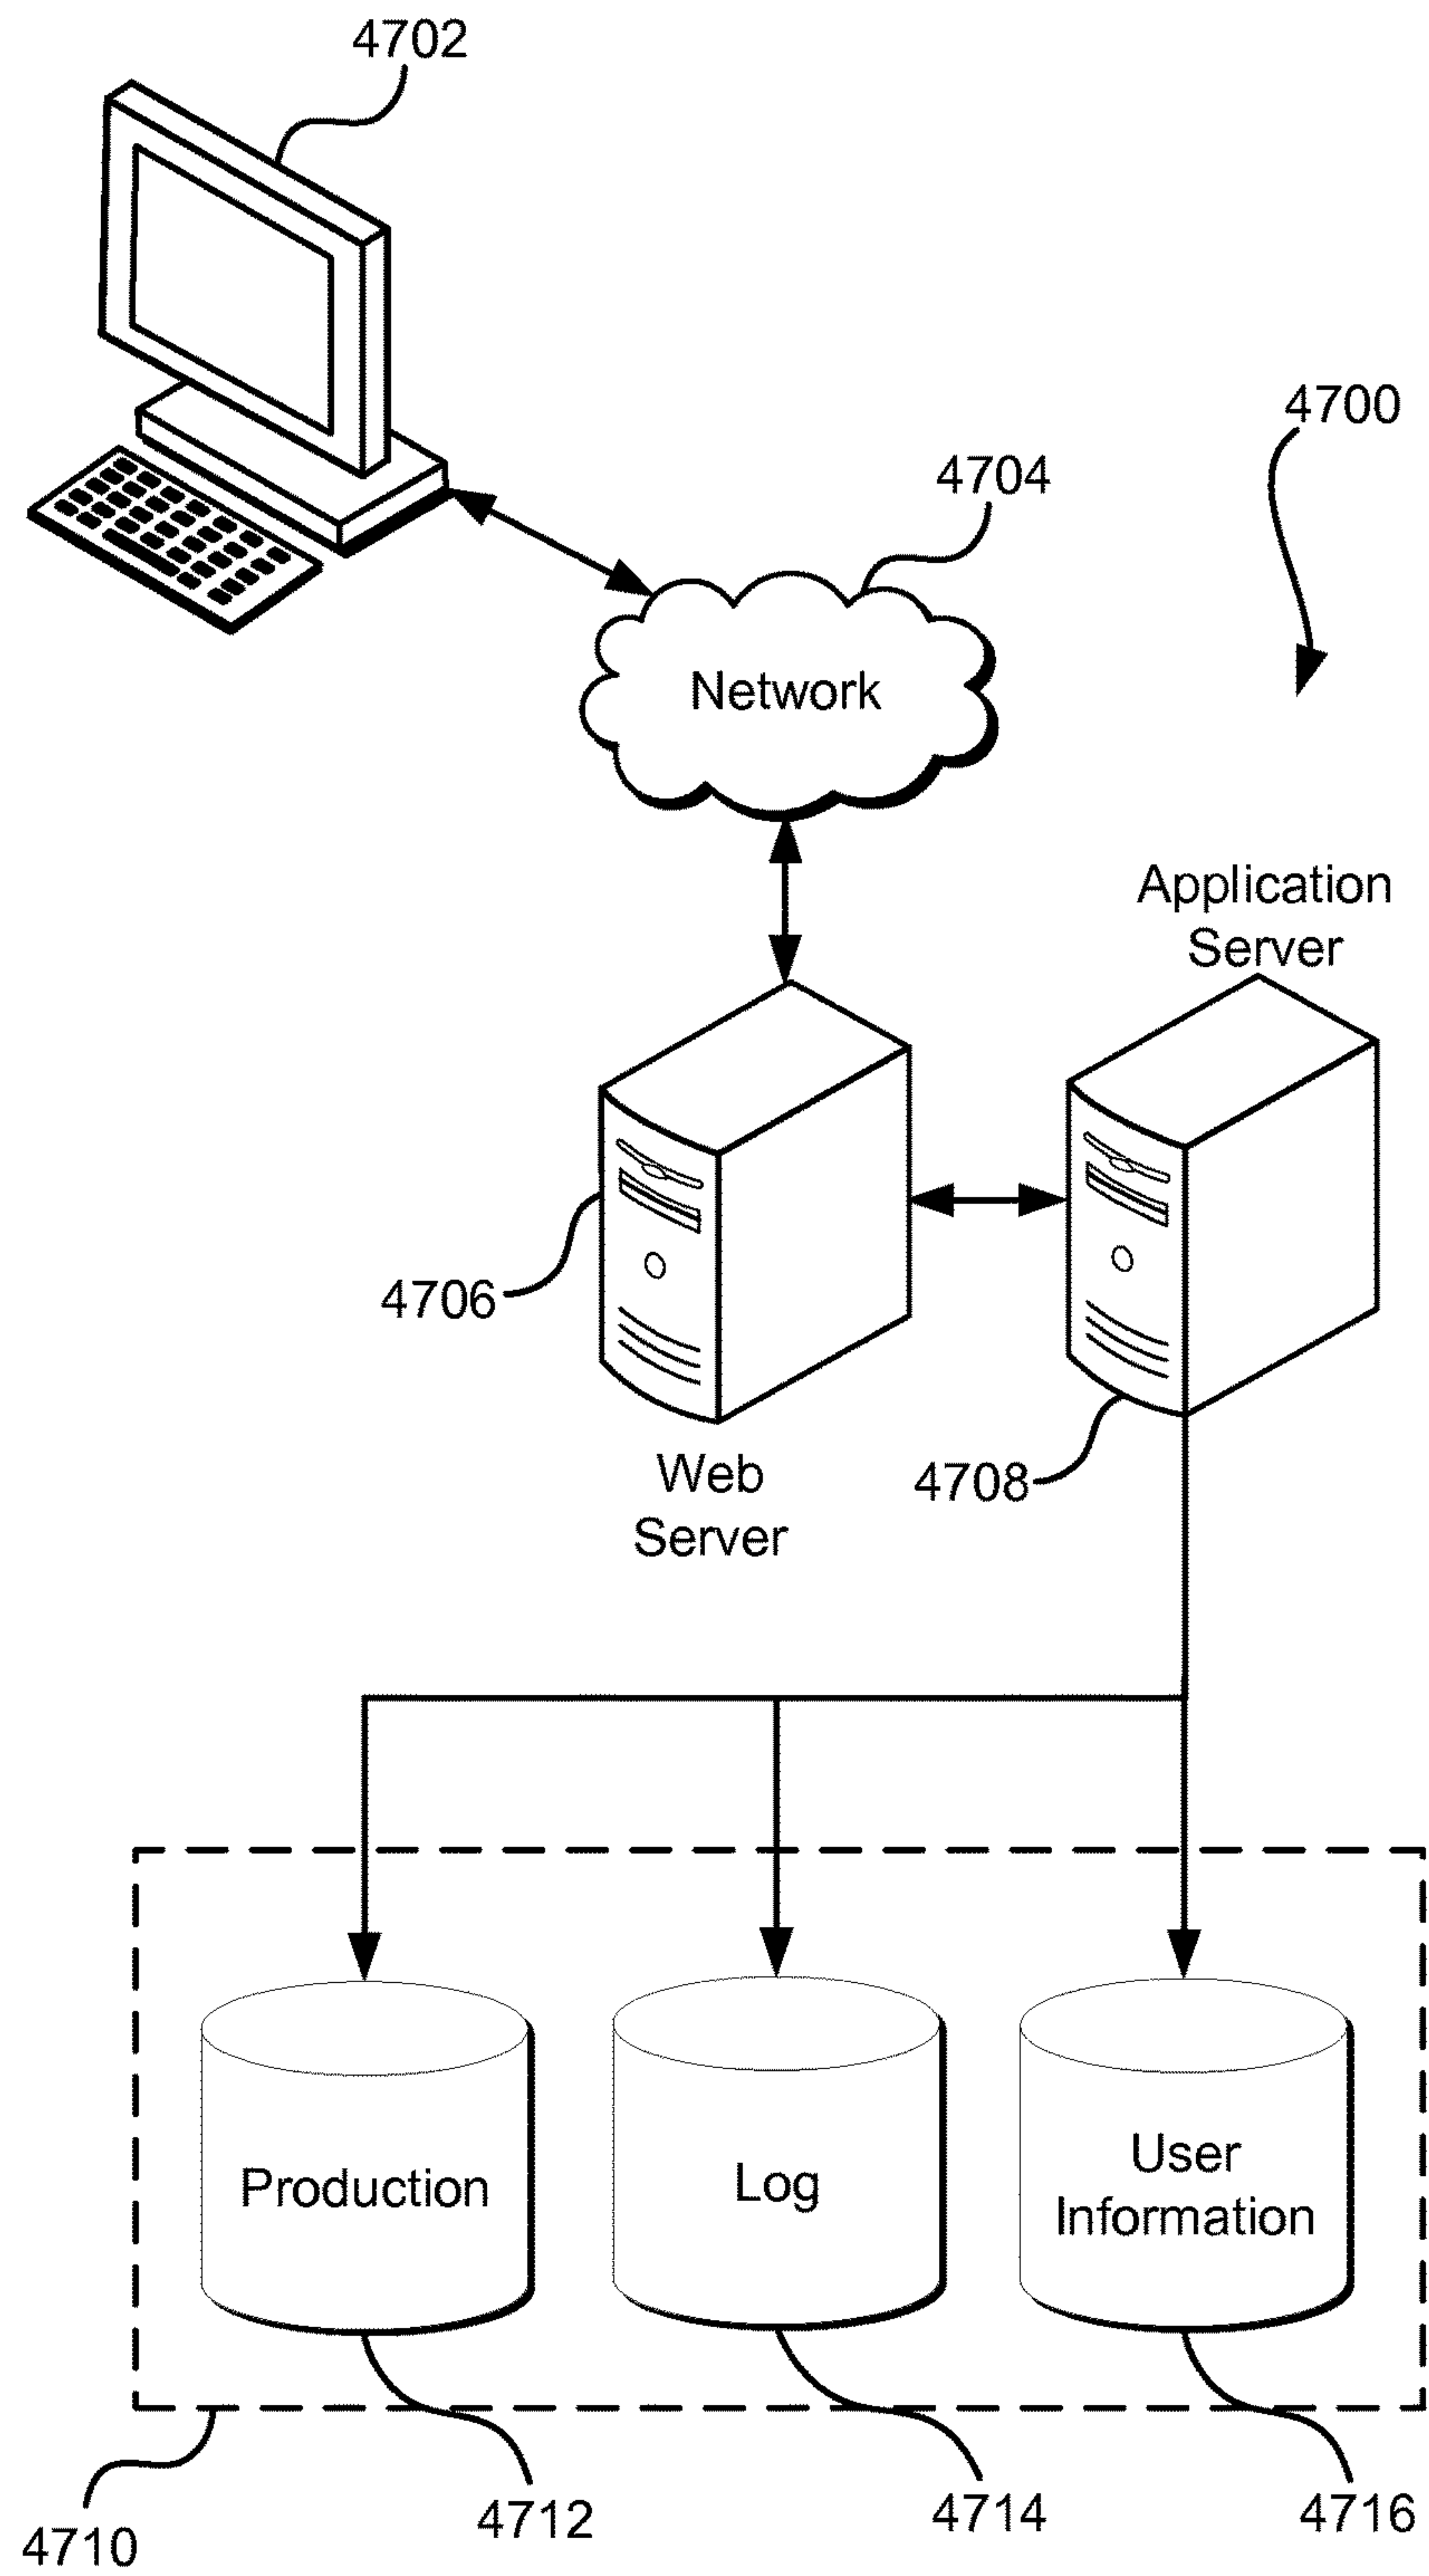 4702
4700
4704
Network
Application
Server
4706
4708
Web
Server
Production
Log
User
Information
4710
4712
4714
4716